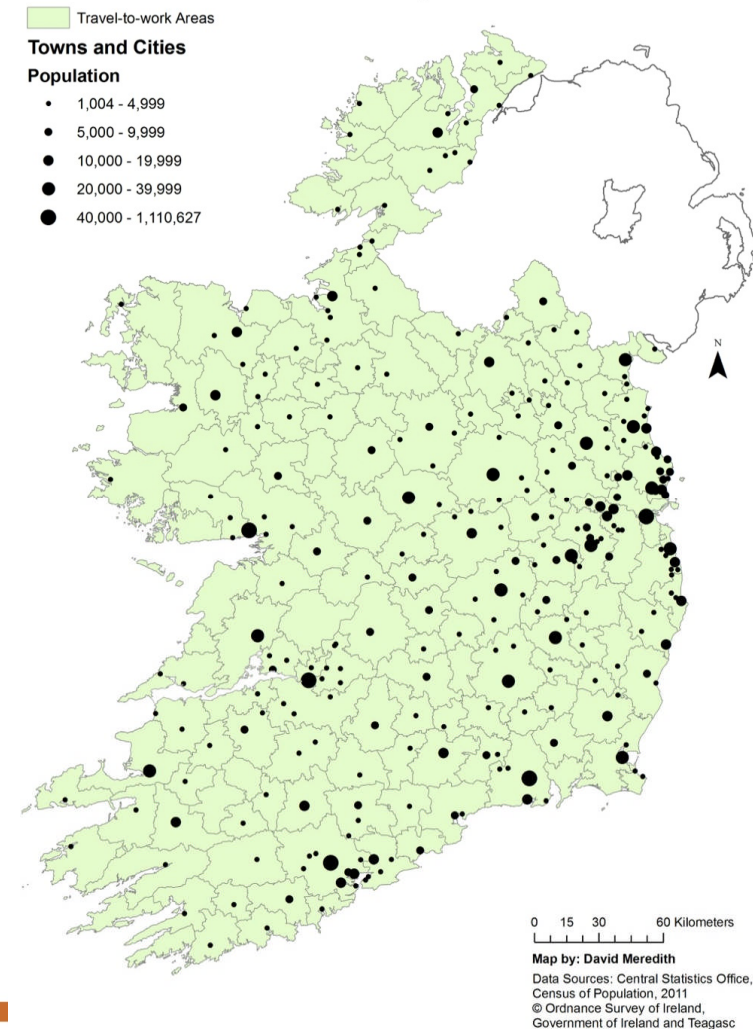 Travel-to-work Areas
Towns and Cities
Population
1,004 - 4,999
5,000 - 9,999
10,000 - 19,999
20,000 - 39,999
40,000 - 1,110,627
N
0 15 30 60 Kilometers
Map by: David Meredith
Data Sources: Central Statistics Office,
Census of Population, 2011
© Ordnance Survey of Ireland,
Government of Ireland and Teagasc